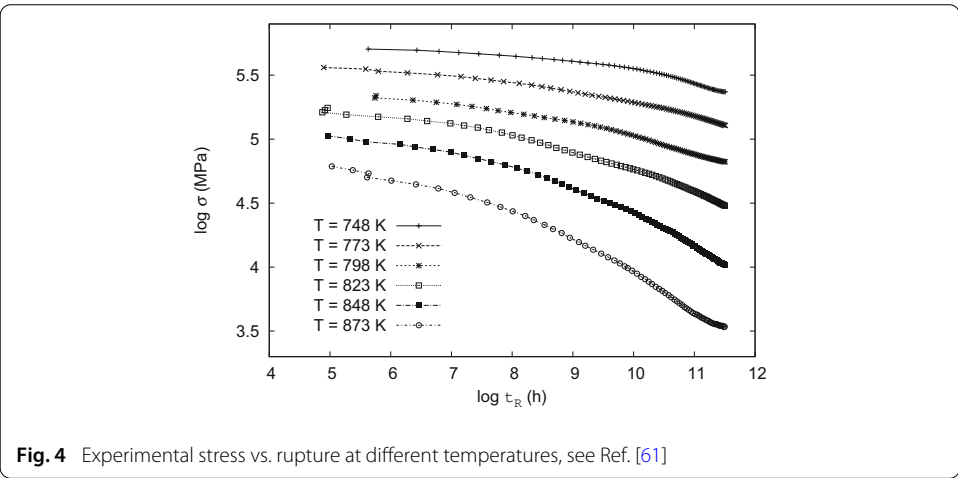 log σ (MPa)
5.5
5
4.5
4
3.5
T = 748 K
T = 773 K
T = 798 K
T = 823 K
T = 848 K
T = 873 K
4 5 6 7 8 9 10 11 12
log t_R (h)
Fig. 4 Experimental stress vs. rupture at different temperatures, see Ref. [61]